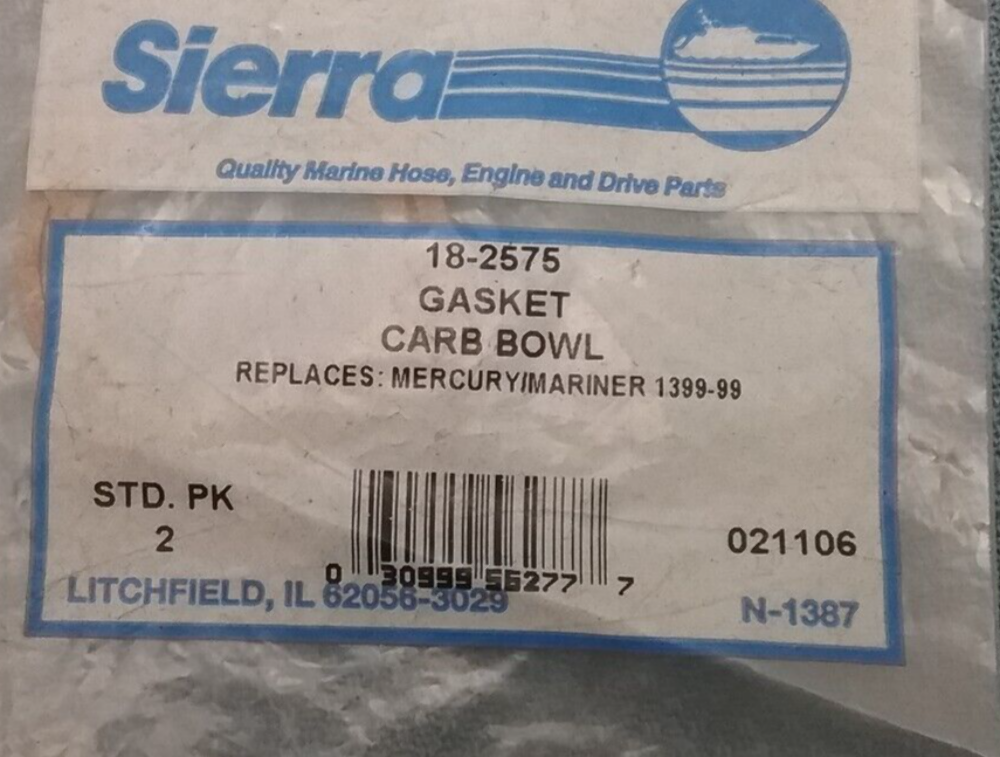 Sierra
Quality Marine Hose, Engine and Drive Parts
18-2575
GASKET
CARB BOWL
REPLACES: MERCURY/MARINER 1399-99
STD. PK
2
021106
0 30999 55277 7
LITCHFIELD, IL 62056-3029
N-1387